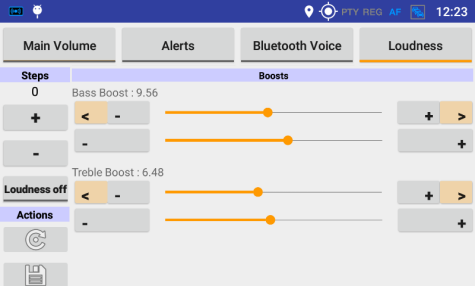 PTY REG AF 12:23
Main Volume Alerts Bluetooth Voice Loudness
Steps Boosts
0
Bass Boost : 9.56
+ < - + >
- - +
Treble Boost : 6.48
Loudness off < - + >
Actions - +